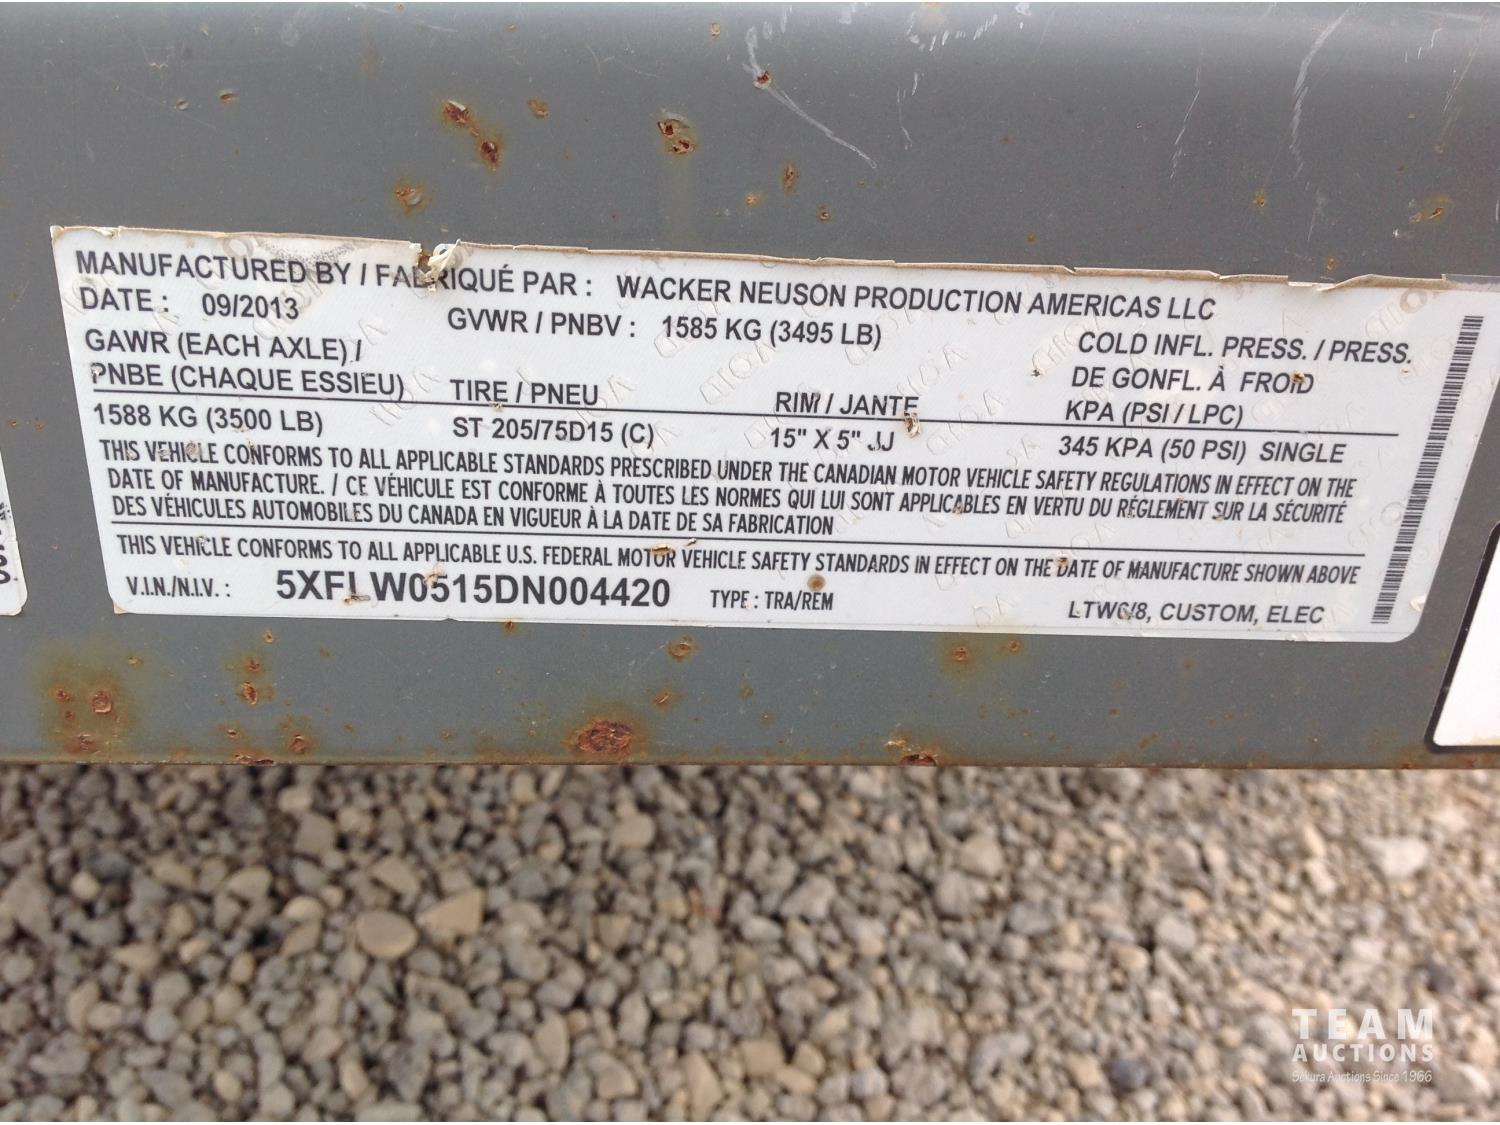 MANUFACTURED BY / FABRIQUÉ PAR : WACKER NEUSON PRODUCTION AMERICAS LLC
DATE : 09/2013
GVWR / PNBV : 1585 KG (3495 LB)
GAWR (EACH AXLE) /
PNBE (CHAQUE ESSIEU)
TIRE / PNEU
RIM / JANTE
COLD INFL. PRESS. / PRESS.
DE GONFL. À FROID
KPA (PSI / LPC)
1588 KG (3500 LB)
ST 205/75D15 (C)
15" X 5" JJ
345 KPA (50 PSI) SINGLE
THIS VEHICLE CONFORMS TO ALL APPLICABLE STANDARDS PRESCRIBED UNDER THE CANADIAN MOTOR VEHICLE SAFETY REGULATIONS IN EFFECT ON THE
DATE OF MANUFACTURE. / CE VÉHICULE EST CONFORME À TOUTES LES NORMES QUI LUI SONT APPLICABLES EN VERTU DU RÉGLEMENT SUR LA SÉCURITÉ
DES VÉHICULES AUTOMOBILES DU CANADA EN VIGUEUR À LA DATE DE SA FABRICATION
THIS VEHICLE CONFORMS TO ALL APPLICABLE U.S. FEDERAL MOTOR VEHICLE SAFETY STANDARDS IN EFFECT ON THE DATE OF MANUFACTURE SHOWN ABOVE
V.I.N./N.I.V. : 5XFLW0515DN004420 TYPE : TRA/REM LTW6/8, CUSTOM, ELEC
TEAM
AUCTIONS
Sekura Auctions Since 1966